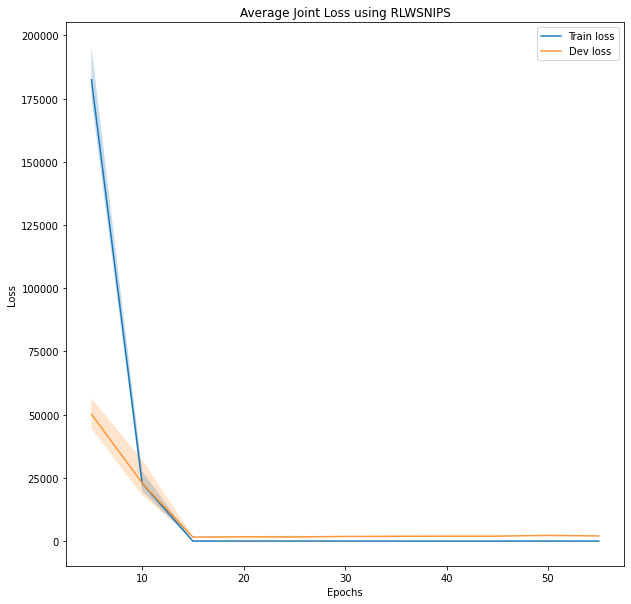 Average Joint Loss using RLWSNIPS
Train loss
Dev loss
200000
175000
150000
125000
100000
75000
50000
25000
0
Loss
10 20 30 40 50
Epochs